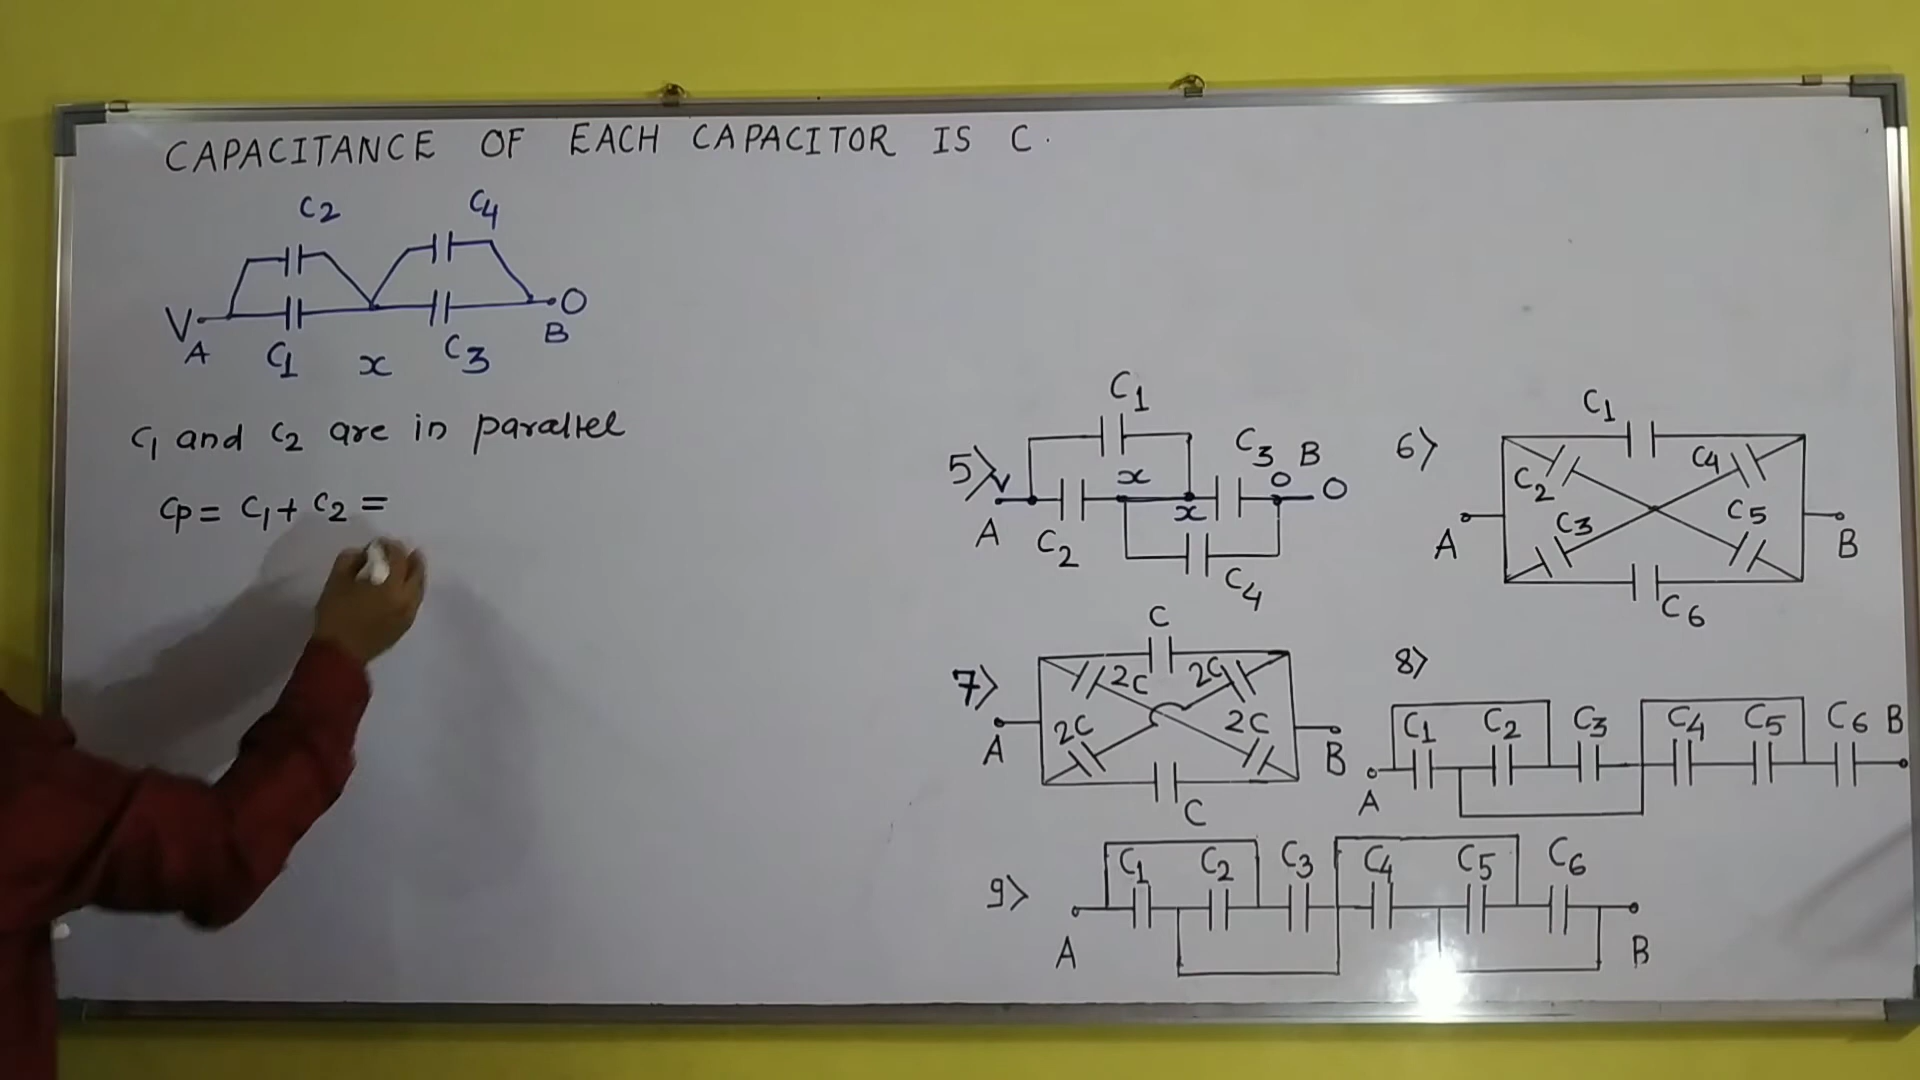 CAPACITANCE OF EACH CAPACITOR IS C.
C2 C4
V O
A C1 x C3 B
C1 and C2 are in parallel
Cp = C1 + C2 =
5> C1
V x C3 B
O O
A C2 x
C4
6> C1
C2 C4
C3 C5
A B
C6
7> C
2C 2C
A 2C 2C B
C
8>
C1 C2 C3 C4 C5 C6 B
A
9> C1 C2 C3 C4 C5 C6
A B